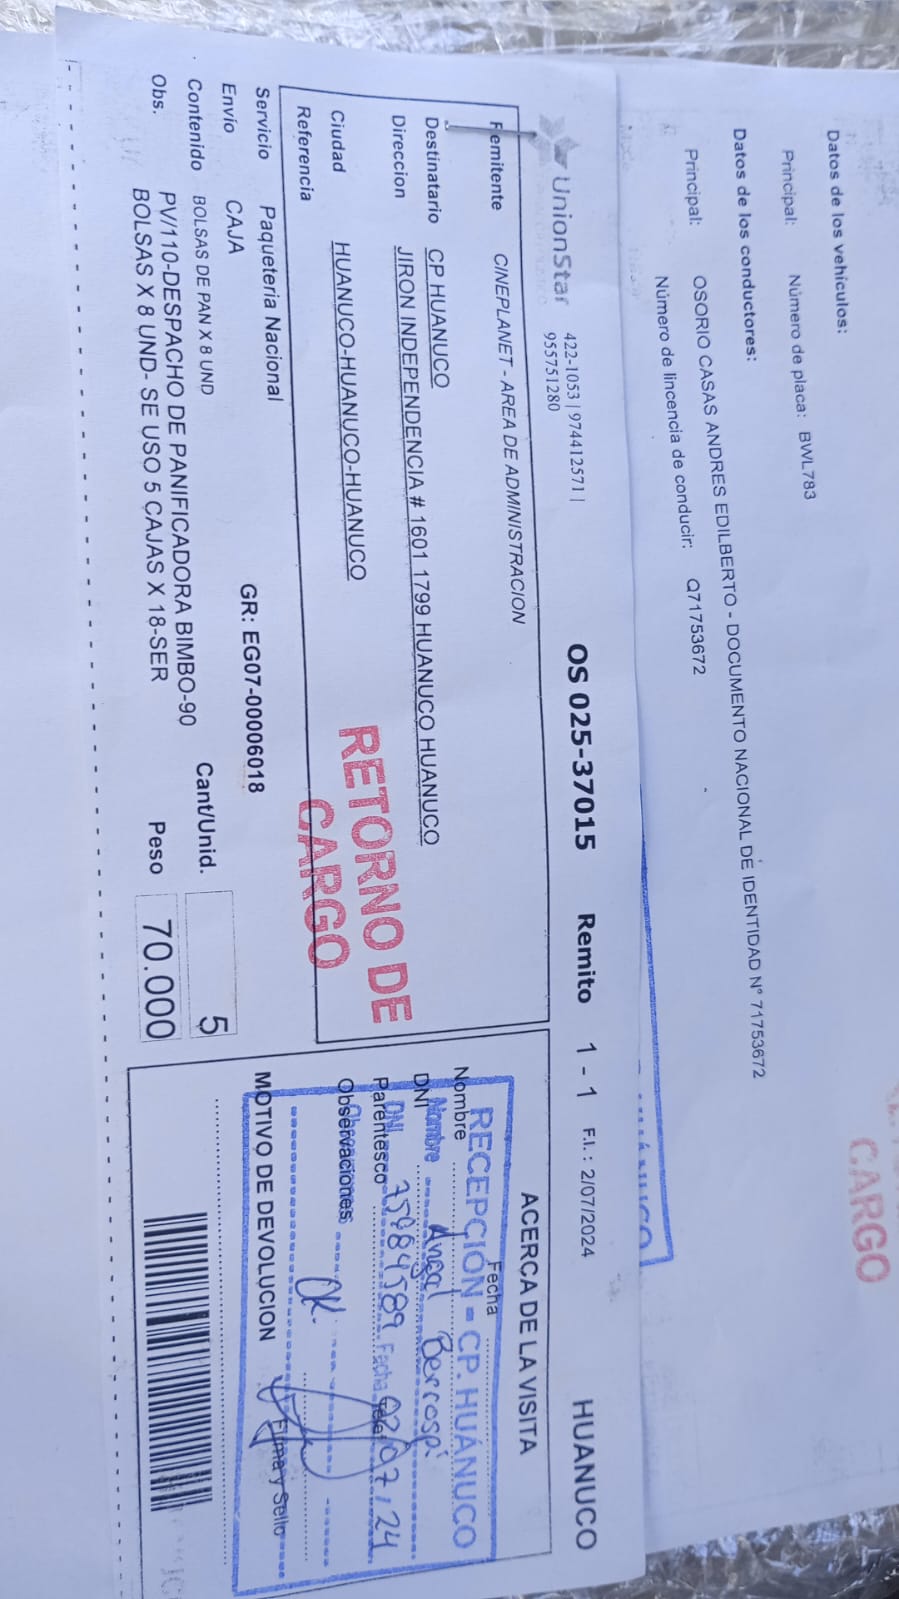 Datos de los vehículos:
Principal: Número de placa: BWL783
Datos de los conductores:
Principal: OSORIO CASAS ANDRES EDILBERTO - DOCUMENTO NACIONAL DE IDENTIDAD N° 71753672
Número de lincencia de conducir: Q71753672
CARGO
HUÁNUCO
UnionStar
422-1053 | 974412571 |
955751280
OS 025-37015 Remito 1 - 1 F.I. : 2/07/2024 HUANUCO
Remitente CINEPLANET - AREA DE ADMINISTRACION
Destinatario CP HUANUCO
Direccion JIRON INDEPENDENCIA # 1601 1799 HUANUCO HUANUCO
Ciudad HUANUCO-HUANUCO-HUANUCO
Referencia
RETORNO DE
CARGO
Servicio Paqueteria Nacional GR: EG07-00006018
Envío CAJA
Contenido BOLSAS DE PAN X 8 UND Cant/Unid. 5
Obs. PV/110-DESPACHO DE PANIFICADORA BIMBO-90
BOLSAS X 8 UND- SE USO 5 CAJAS X 18-SER Peso 70.000
ACERCA DE LA VISITA
Fecha
RECEPCIÓN - CP. HUÁNUCO
Nombre
Nombre Angel Berrospi
DNI
DNI 75984589 Fecha 02/07/24
Parentesco
Observaciones
Observaciones: OK.
MOTIVO DE DEVOLUCION Firma y Sello